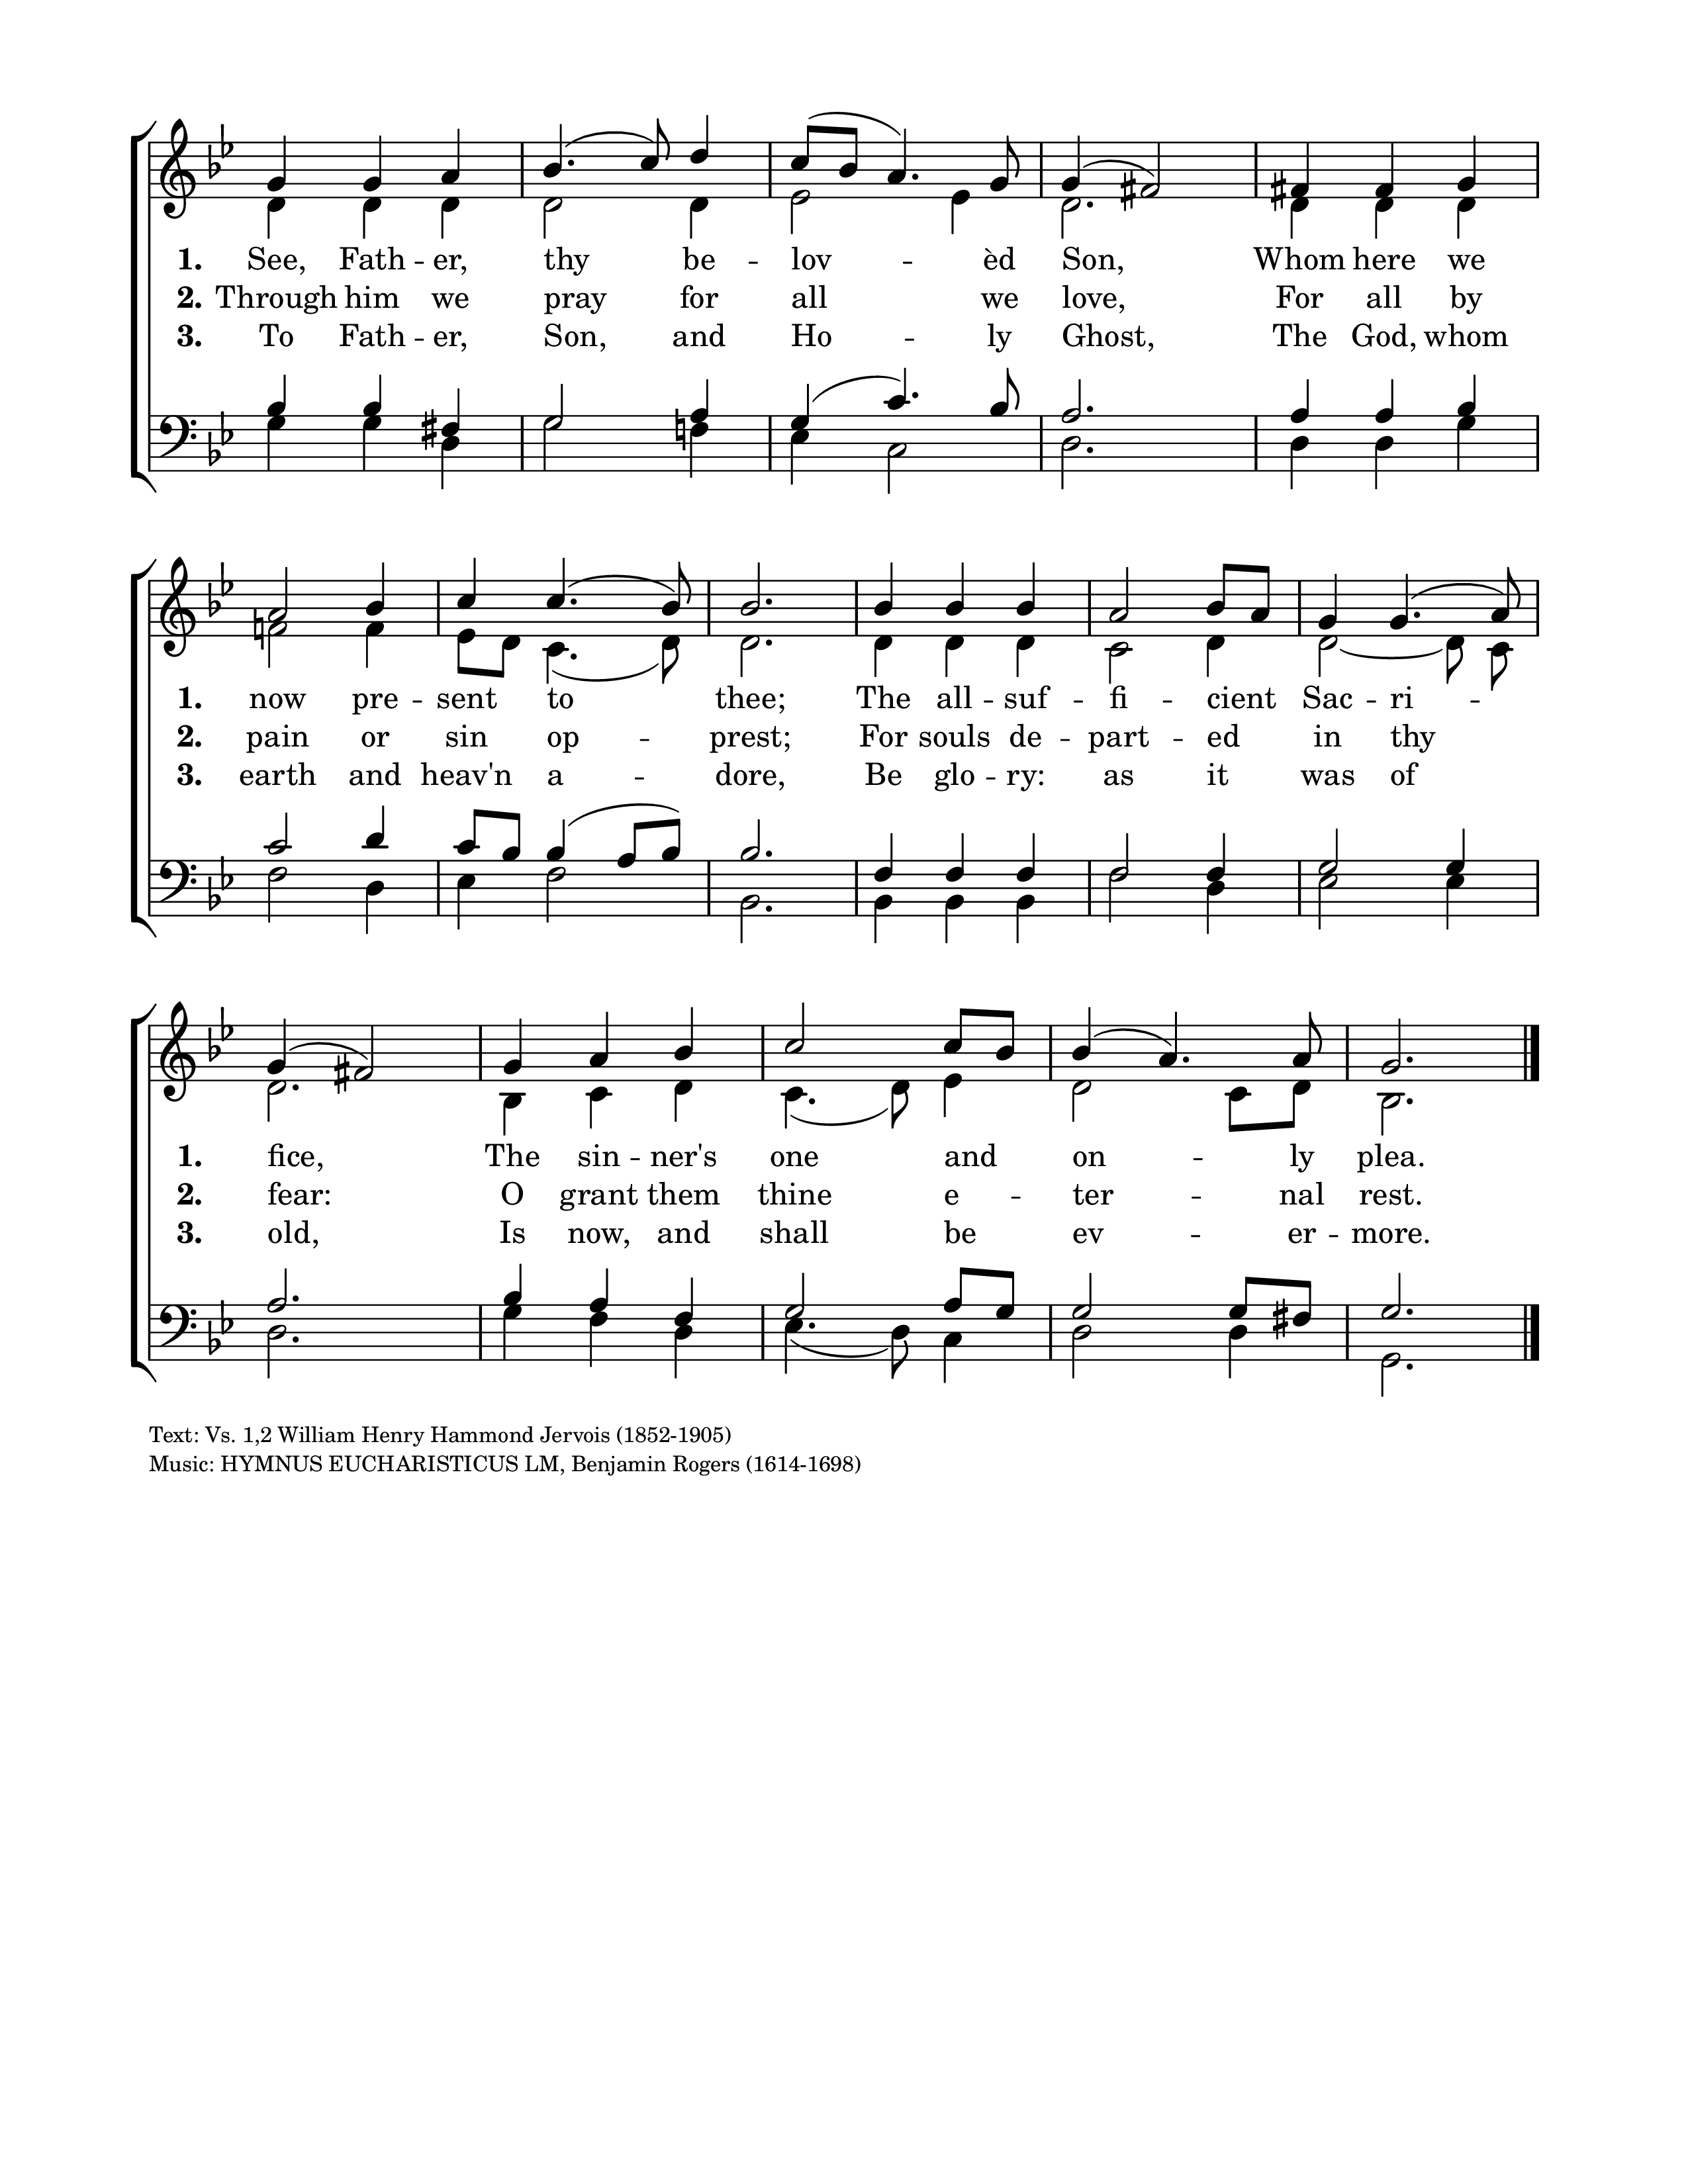 1. See, Fath -- er, thy be -- lov -- èd Son, Whom here we
2. Through him we pray for all we love, For all by
3. To Fath -- er, Son, and Ho -- ly Ghost, The God, whom
1. now pre -- sent to thee; The all -- suf -- fi -- cient Sac -- ri --
2. pain or sin op -- prest; For souls de -- part -- ed in thy
3. earth and heav'n a -- dore, Be glo -- ry: as it was of
1. fice, The sin -- ner's one and on -- ly plea.
2. fear: O grant them thine e -- ter -- nal rest.
3. old, Is now, and shall be ev -- er -- more.
Text: Vs. 1,2 William Henry Hammond Jervois (1852-1905)
Music: HYMNUS EUCHARISTICUS LM, Benjamin Rogers (1614-1698)